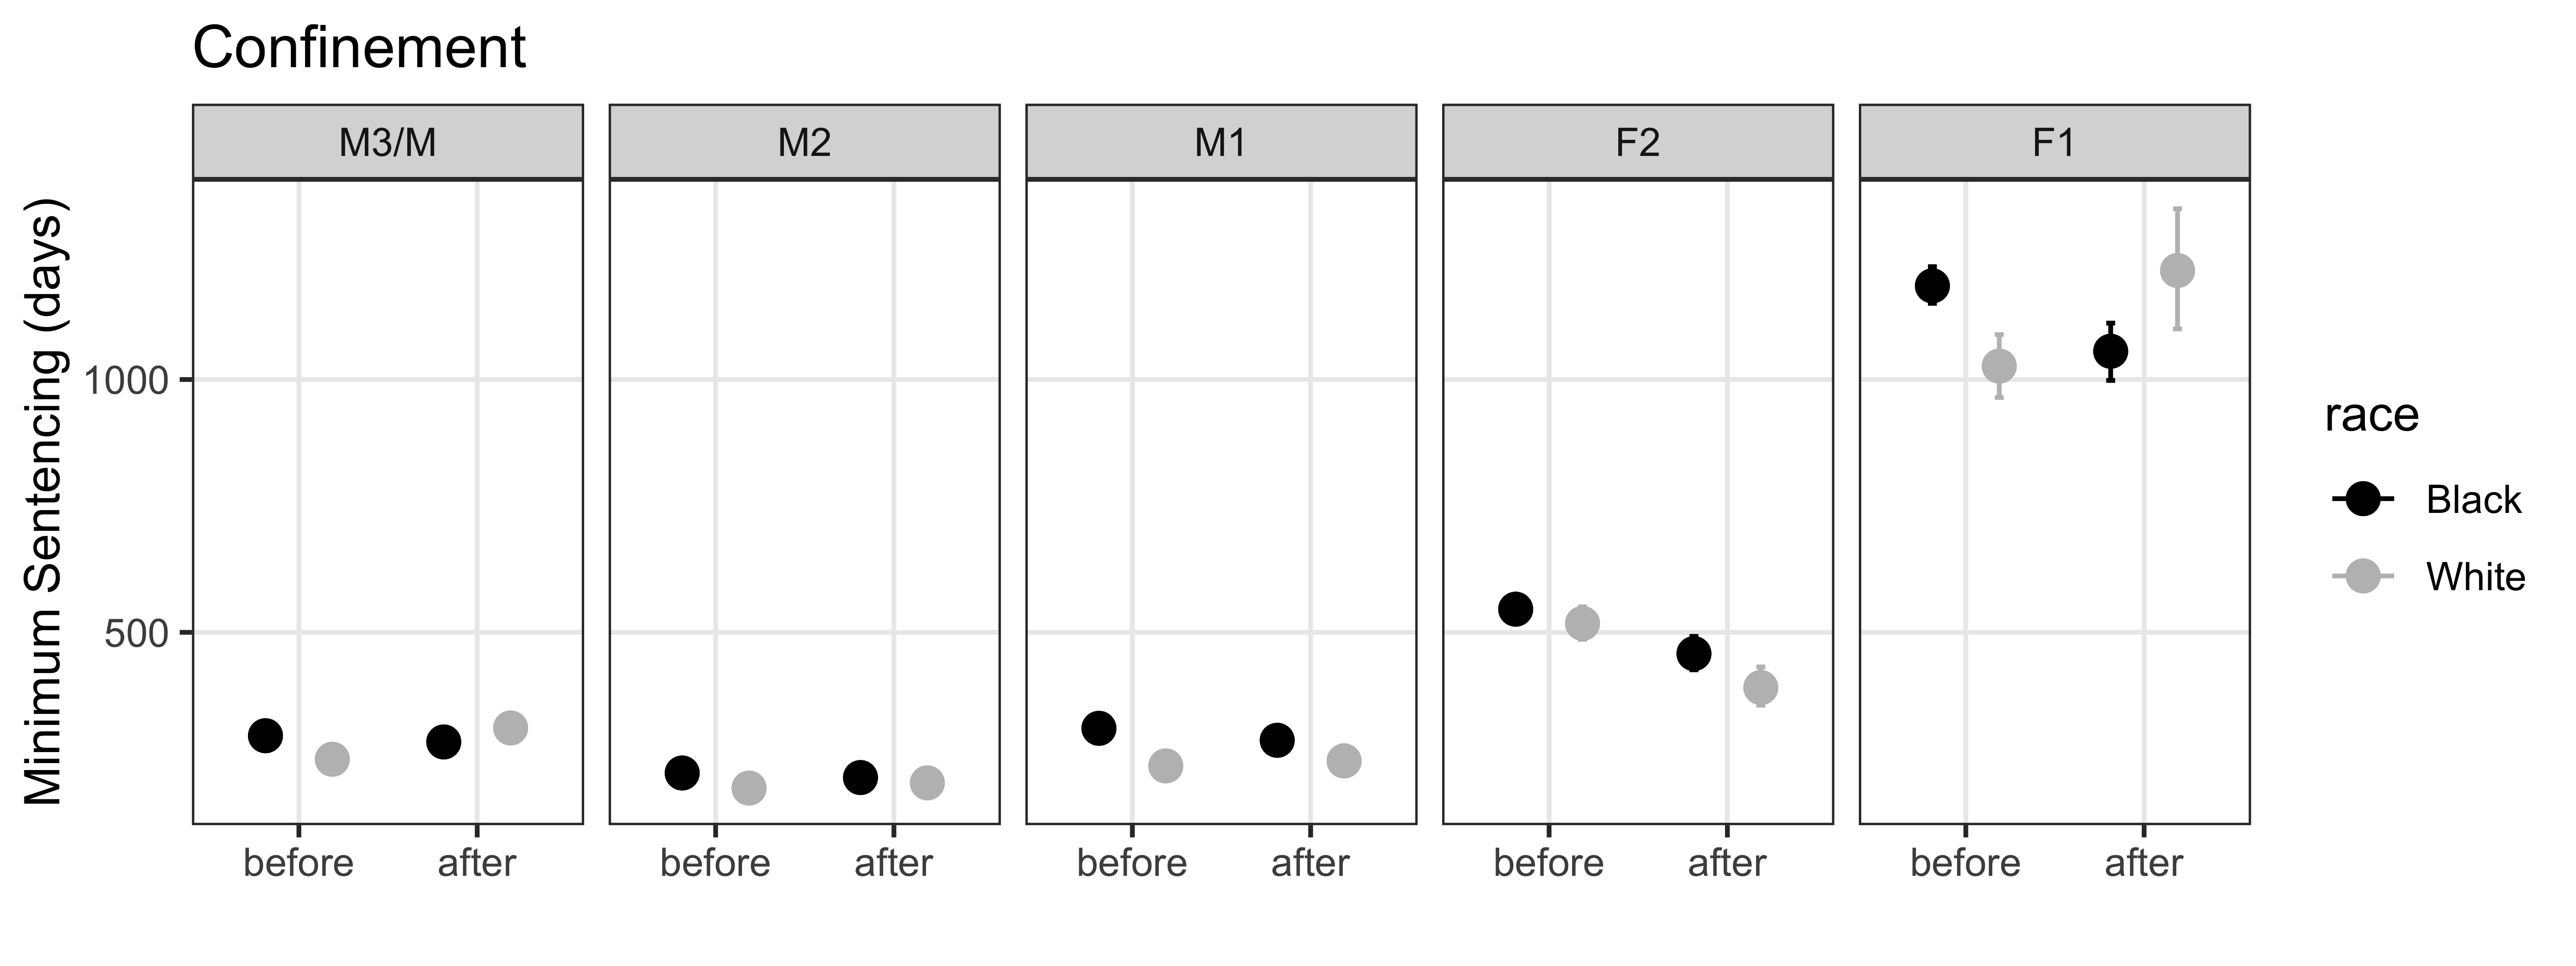 Confinement
M3/M
M2
M1
F2
F1
Minimum Sentencing (days)
1000
500
before after
before after
before after
before after
before after
race
Black
White